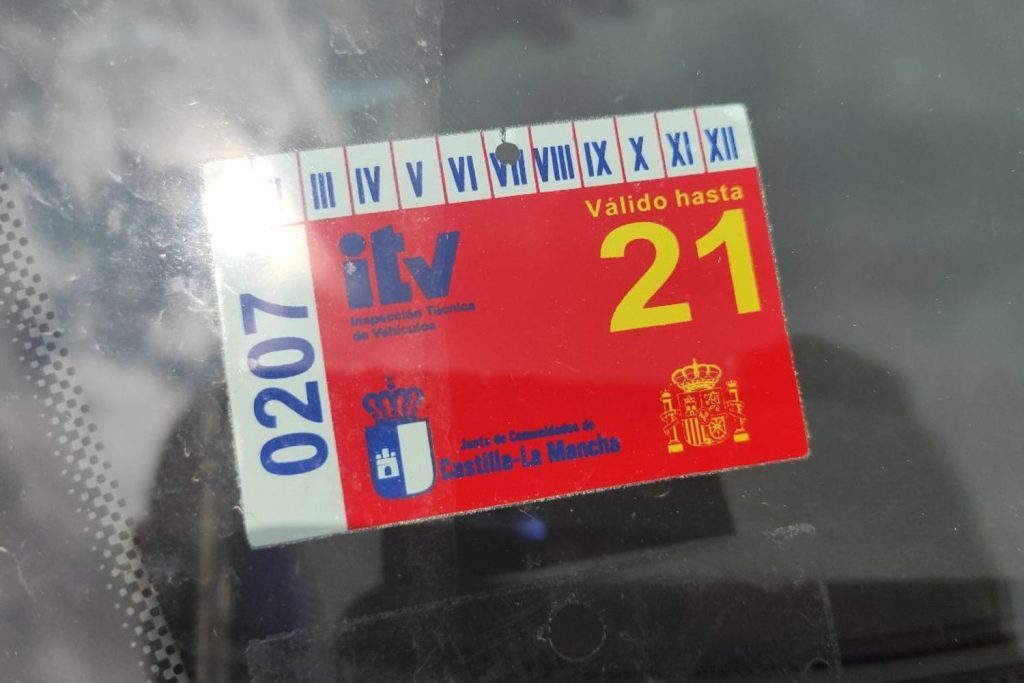 III IV V VI VII VIII IX X XI XII
Válido hasta
21
itv
Inspección Técnica
de Vehículos
0207
Junta de Comunidades de
Castilla-La Mancha